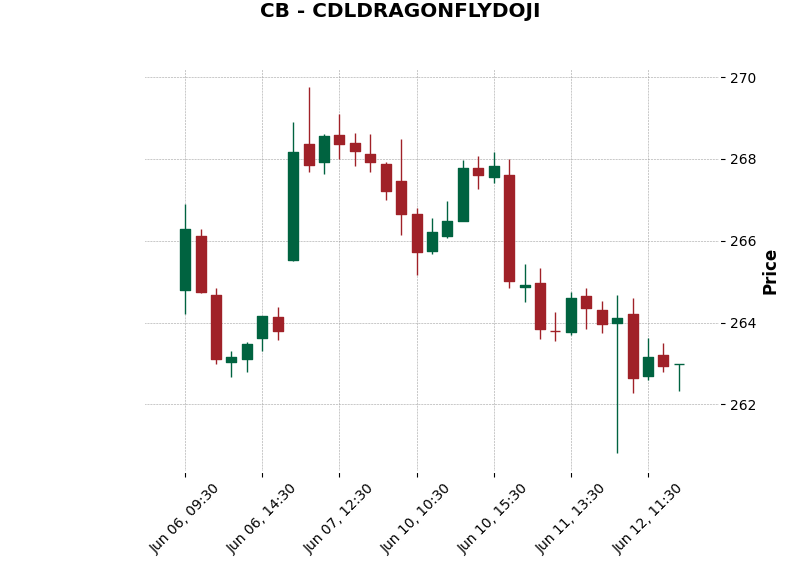 CB - CDLDRAGONFLYDOJI
270
268
266
264
262
Price
Jun 06, 09:30
Jun 06, 14:30
Jun 07, 12:30
Jun 10, 10:30
Jun 10, 15:30
Jun 11, 13:30
Jun 12, 11:30